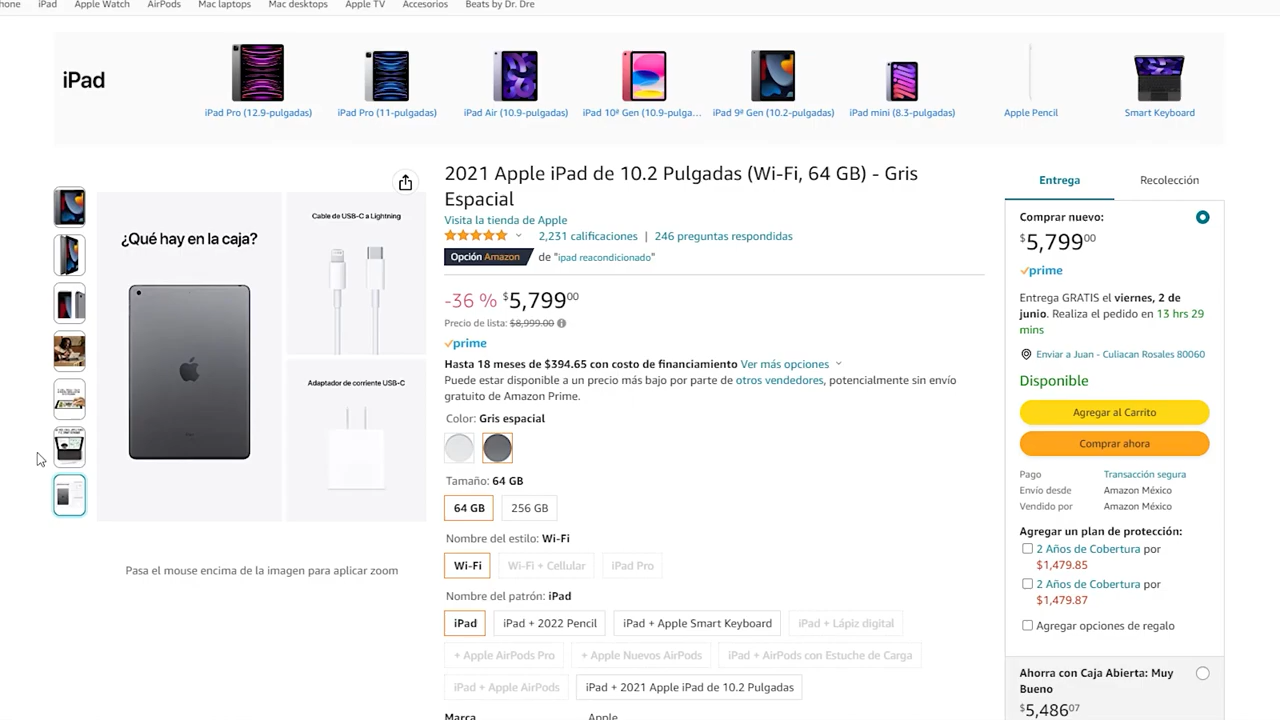 iPad
Apple Watch
AirPods
Mac laptops
Mac desktops
Apple TV
Accesorios
Beats by Dr. Dre
iPad
iPad Pro (12.9-pulgadas)
iPad Pro (11-pulgadas)
iPad Air (10.9-pulgadas)
iPad 10ª Gen (10.9-pulga...
iPad 9ª Gen (10.2-pulgadas)
iPad mini (8.3-pulgadas)
Apple Pencil
Smart Keyboard
¿Qué hay en la caja?
Cable de USB-C a Lightning
Adaptador de corriente USB-C
Pasa el mouse encima de la imagen para aplicar zoom
2021 Apple iPad de 10.2 Pulgadas (Wi-Fi, 64 GB) - Gris
Espacial
Visita la tienda de Apple
2,231 calificaciones | 246 preguntas respondidas
Opción Amazon de "ipad reacondicionado"
-36 % $5,79900
Precio de lista: $8,999.00
prime
Hasta 18 meses de $394.65 con costo de financiamiento Ver más opciones
Puede estar disponible a un precio más bajo por parte de otros vendedores, potencialmente sin envío
gratuito de Amazon Prime.
Color: Gris espacial
Tamaño: 64 GB
64 GB
256 GB
Nombre del estilo: Wi-Fi
Wi-Fi
Wi-Fi + Cellular
iPad Pro
Nombre del patrón: iPad
iPad
iPad + 2022 Pencil
iPad + Apple Smart Keyboard
iPad + Lápiz digital
+ Apple AirPods Pro
+ Apple Nuevos AirPods
iPad + AirPods con Estuche de Carga
iPad + Apple AirPods
iPad + 2021 Apple iPad de 10.2 Pulgadas
Marca Apple
Entrega
Recolección
Comprar nuevo:
$5,79900
prime
Entrega GRATIS el viernes, 2 de
junio. Realiza el pedido en 13 hrs 29
mins
Enviar a Juan - Culiacan Rosales 80060
Disponible
Agregar al Carrito
Comprar ahora
Pago Transacción segura
Envío desde Amazon México
Vendido por Amazon México
Agregar un plan de protección:
2 Años de Cobertura por
$1,479.85
2 Años de Cobertura por
$1,479.87
Agregar opciones de regalo
Ahorra con Caja Abierta: Muy
Bueno
$5,48607